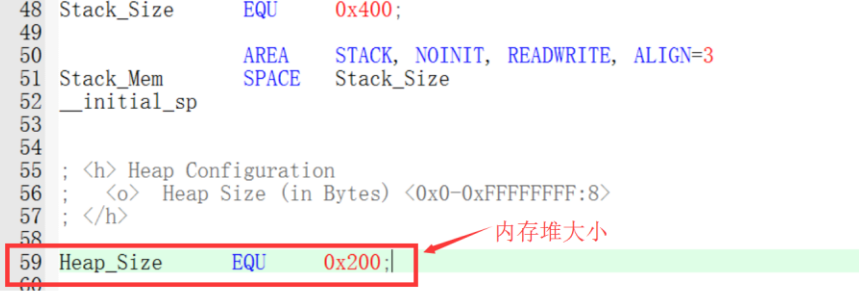 48 Stack_Size EQU 0x400;
49
50 AREA STACK, NOINIT, READWRITE, ALIGN=3
51 Stack_Mem SPACE Stack_Size
52 __initial_sp
53
54
55 ; <h> Heap Configuration
56 ; <o> Heap Size (in Bytes) <0x0-0xFFFFFFFF:8>
57 ; </h>
58
内存堆大小
59 Heap_Size EQU 0x200;
60